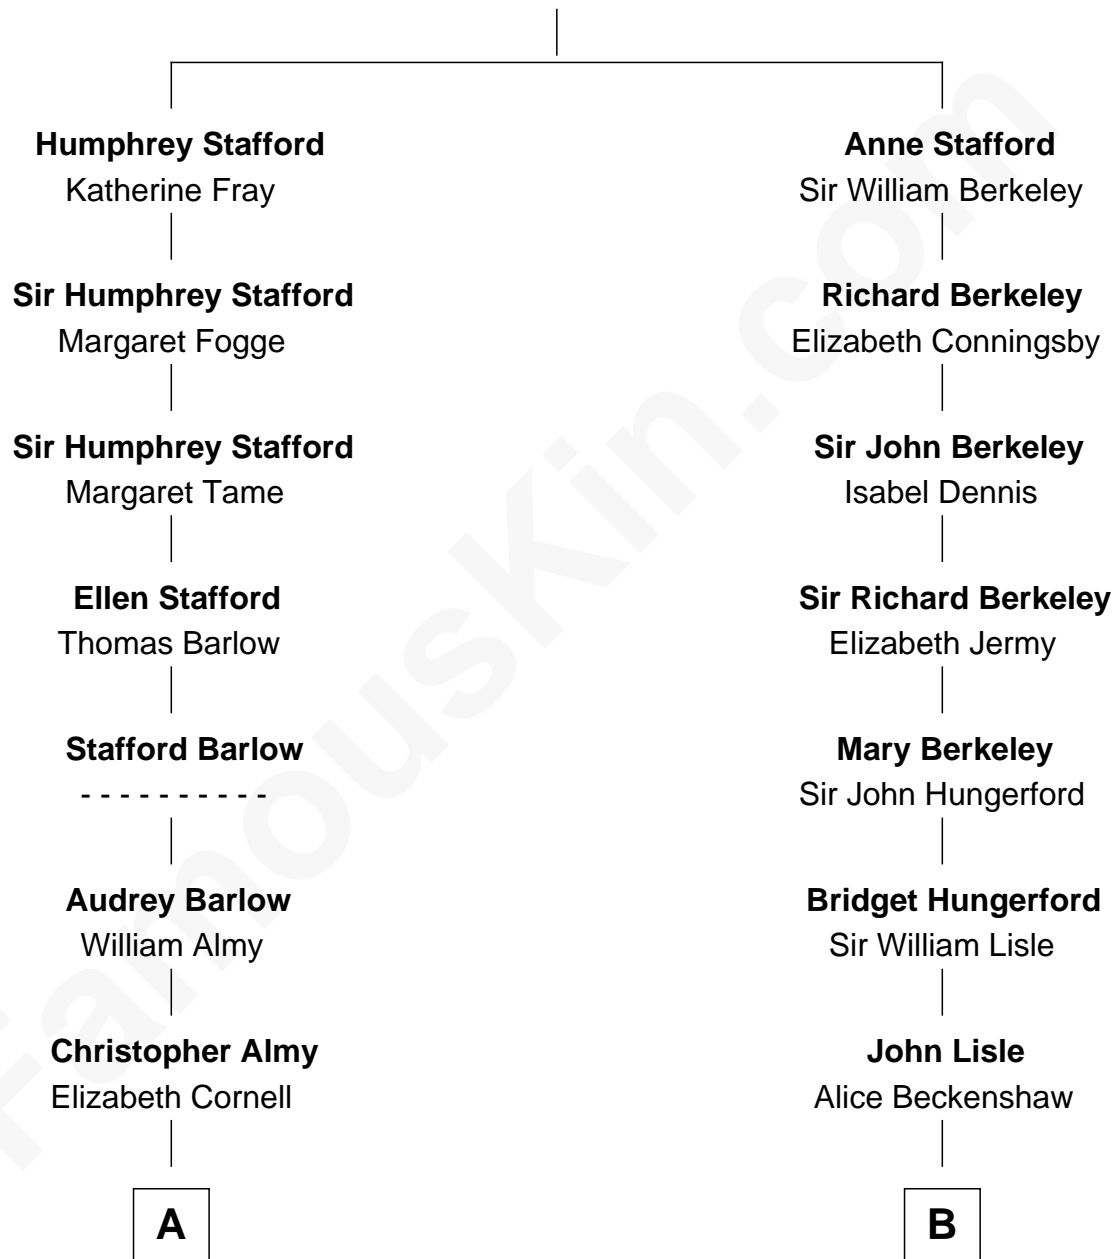 Humphrey Stafford
Katherine Fray
Sir Humphrey Stafford
Margaret Fogge
Sir Humphrey Stafford
Margaret Tame
Ellen Stafford
Thomas Barlow
Stafford Barlow
- - - - - - - - - -
Audrey Barlow
William Almy
Christopher Almy
Elizabeth Cornell
A
Anne Stafford
Sir William Berkeley
Richard Berkeley
Elizabeth Conningsby
Sir John Berkeley
Isabel Dennis
Sir Richard Berkeley
Elizabeth Jermy
Mary Berkeley
Sir John Hungerford
Bridget Hungerford
Sir William Lisle
John Lisle
Alice Beckenshaw
B
FamousKin.com